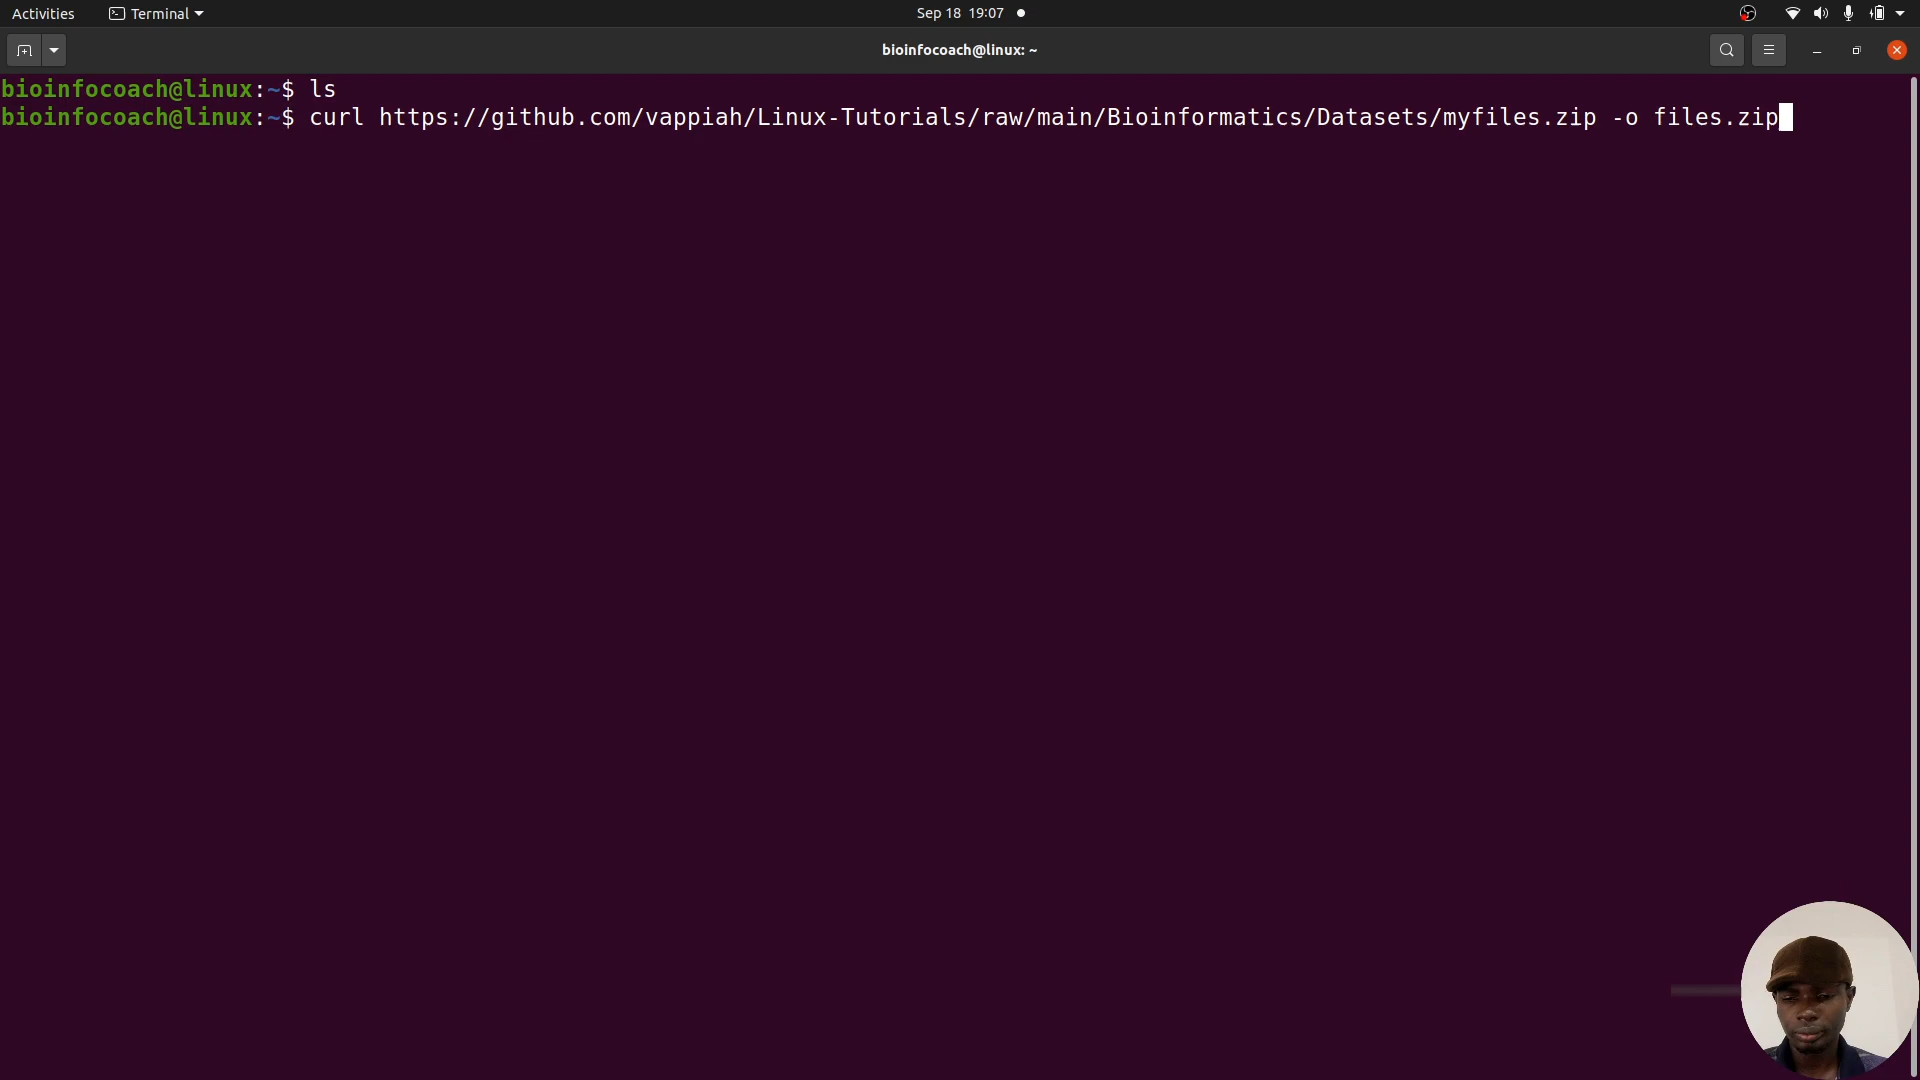 Activities Terminal Sep 18 19:07
bioinfocoach@linux: ~
bioinfocoach@linux:~$ ls
bioinfocoach@linux:~$ curl https://github.com/vappiah/Linux-Tutorials/raw/main/Bioinformatics/Datasets/myfiles.zip -o files.zip